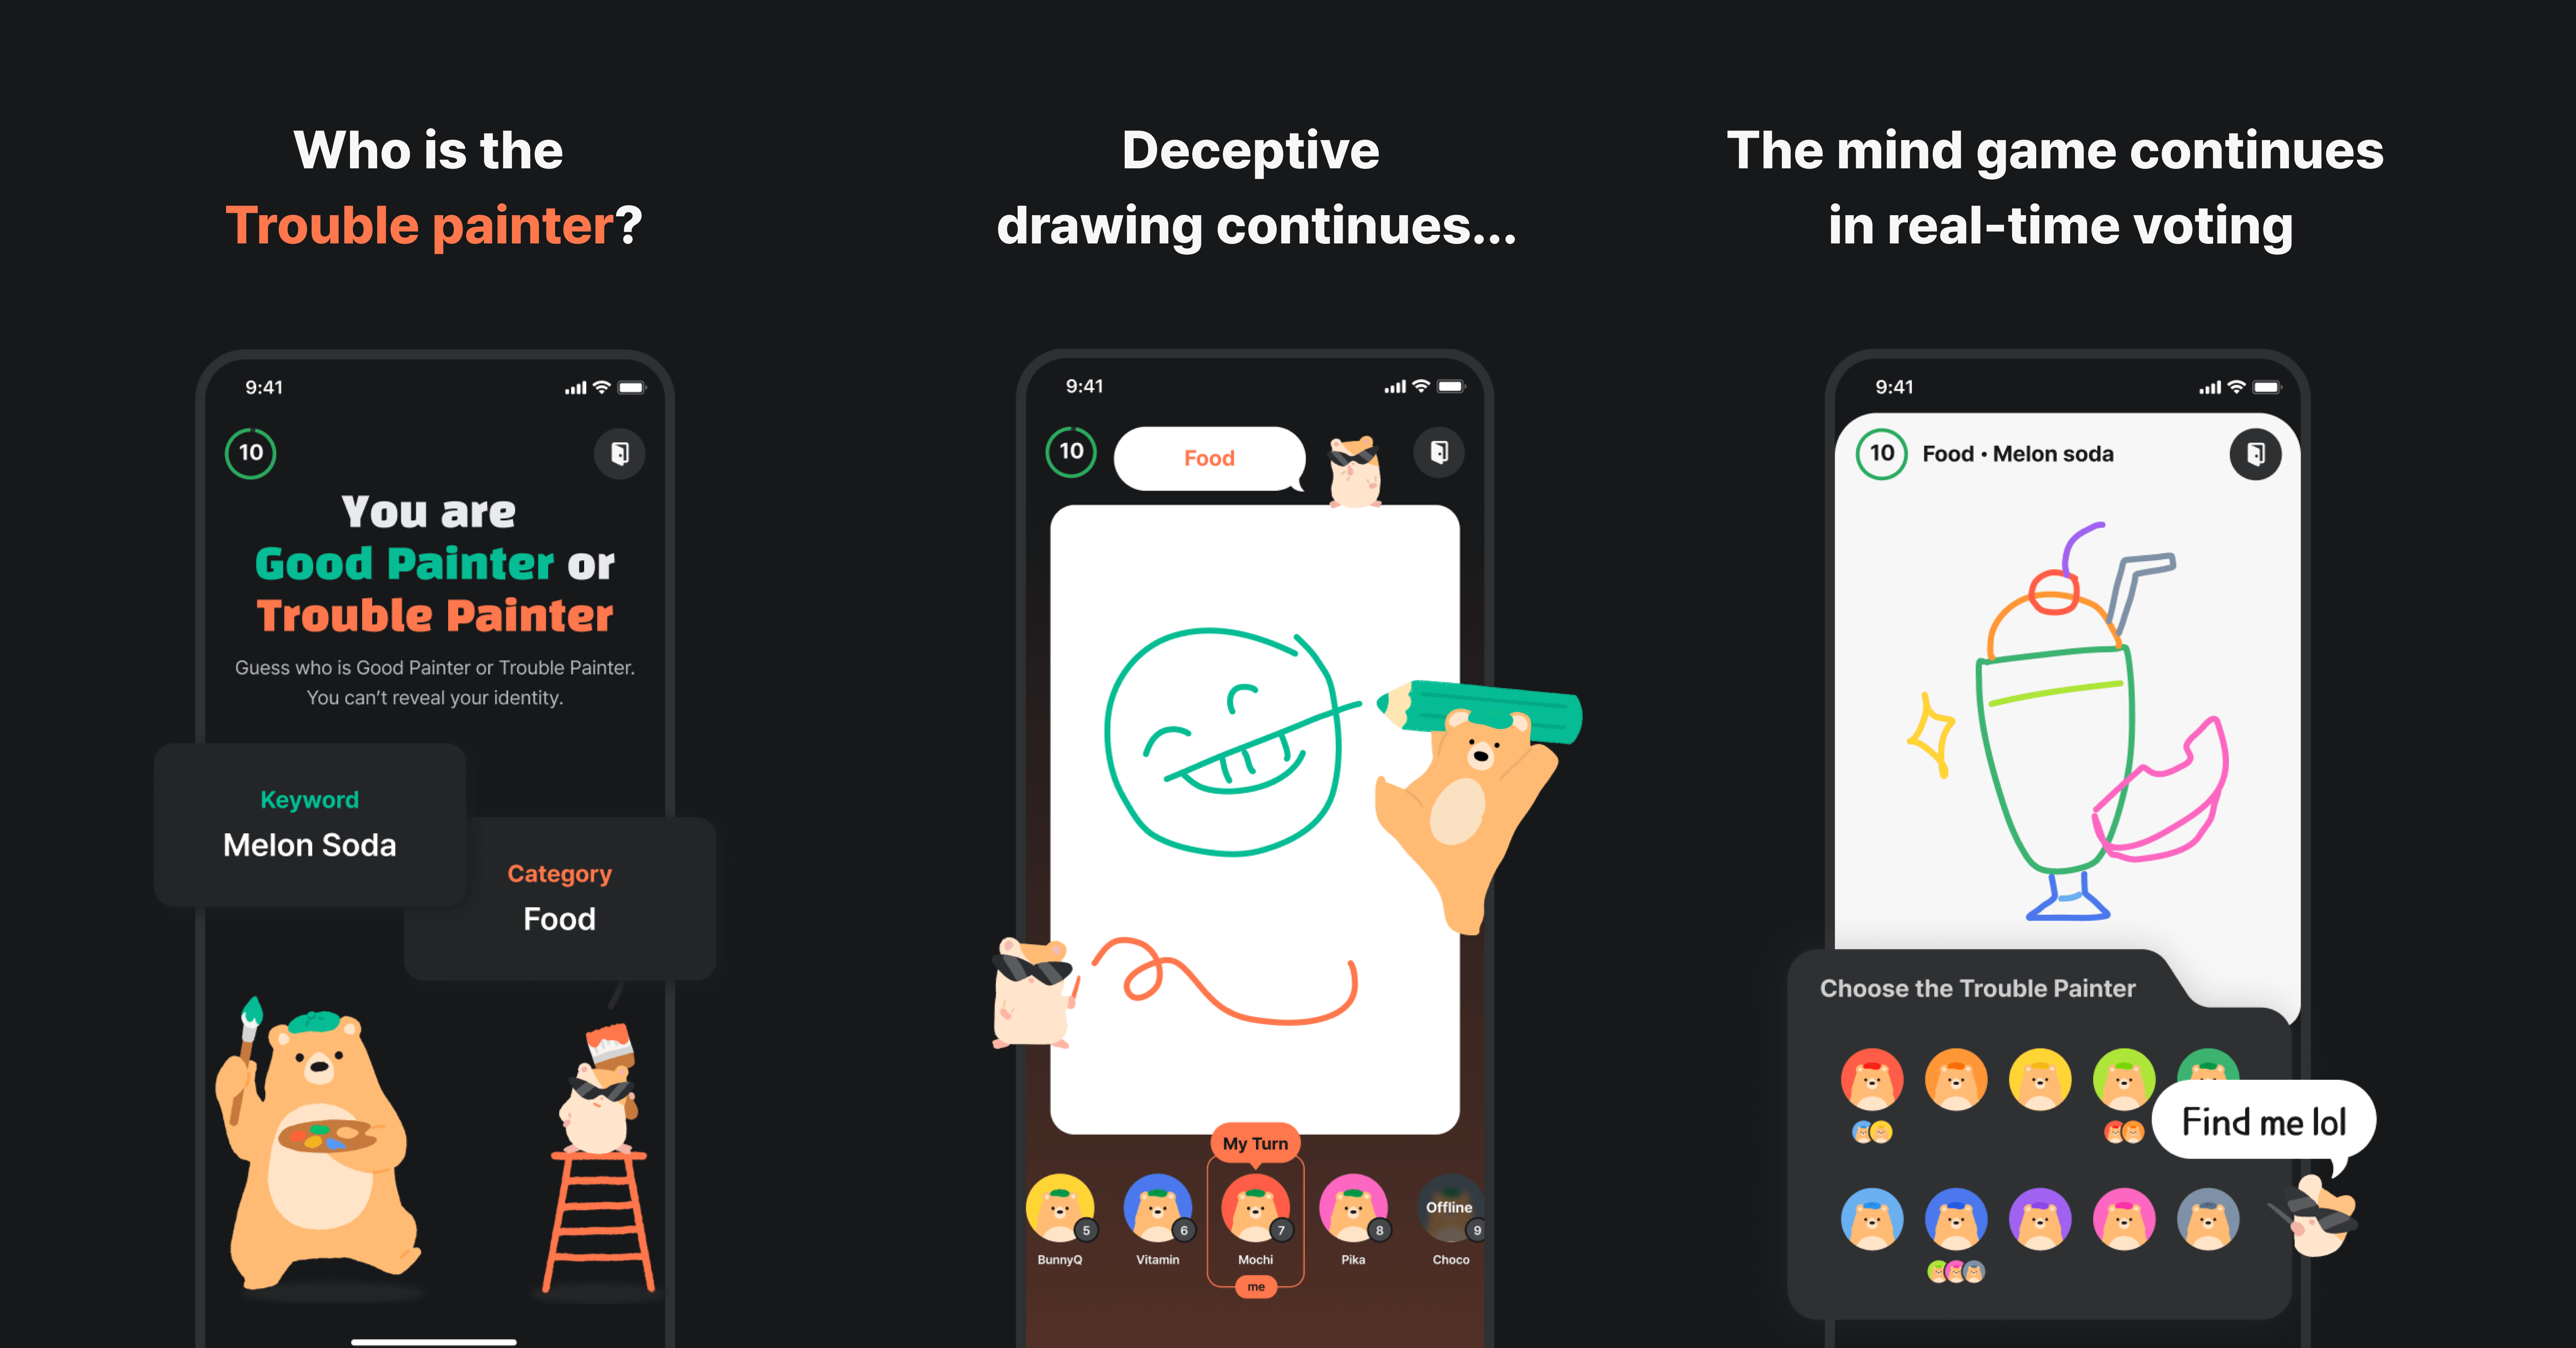 Who is the
Trouble painter?
9:41
10
You are
Good Painter or
Trouble Painter
Guess who is Good Painter or Trouble Painter.
You can't reveal your identity.
Keyword
Melon Soda
Category
Food
Deceptive
drawing continues...
9:41
10
Food
My Turn
5
6
7
8
Offline
9
BunnyQ
Vitamin
Mochi
Pika
Choco
me
The mind game continues
in real-time voting
9:41
10
Food • Melon soda
Choose the Trouble Painter
Find me lol